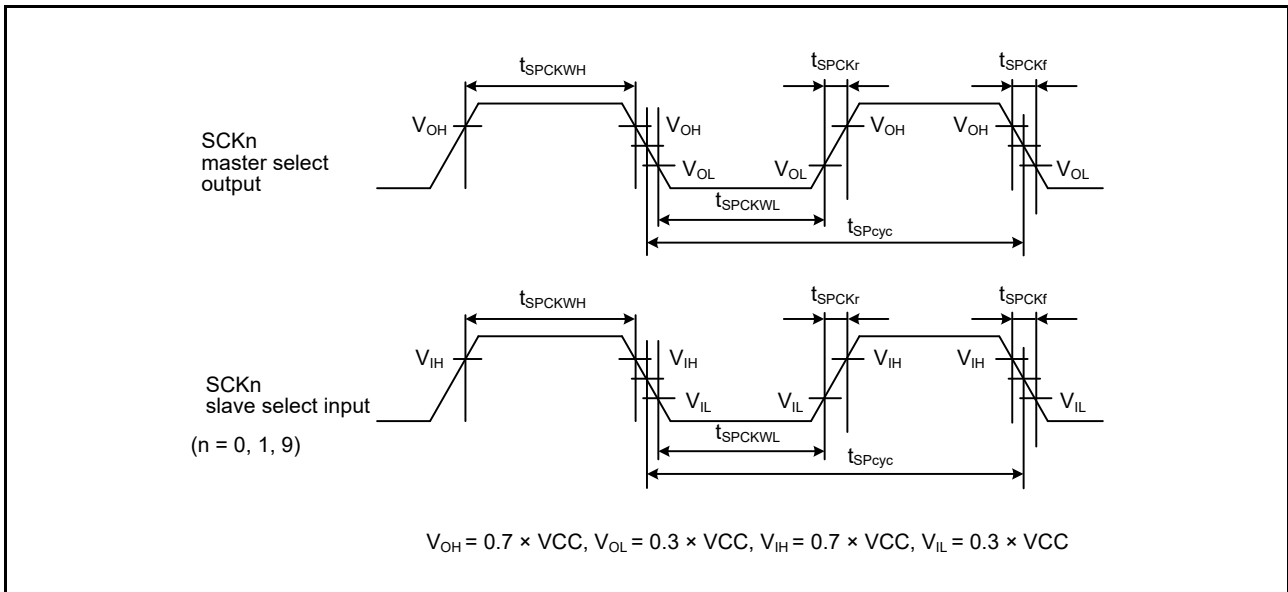 tSPCKWH
tSPCKr
tSPCKf
SCKn
master select
output
VOH
VOH
VOL
VOL
VOH
VOH
VOL
tSPCKWL
tSPcyc
tSPCKWH
tSPCKr
tSPCKf
SCKn
slave select input
(n = 0, 1, 9)
VIH
VIH
VIL
VIL
VIH
VIH
VIL
tSPCKWL
tSPcyc
VOH = 0.7 × VCC, VOL = 0.3 × VCC, VIH = 0.7 × VCC, VIL = 0.3 × VCC